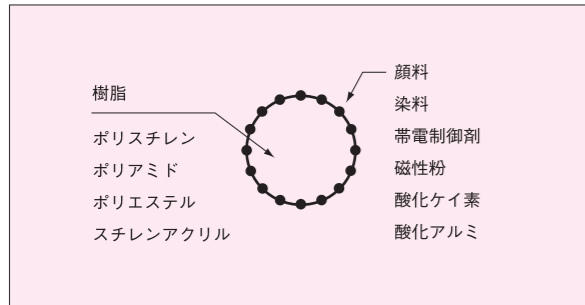 樹脂
ポリスチレン
ポリアミド
ポリエステル
スチレンアクリル
顔料
染料
帯電制御剤
磁性粉
酸化ケイ素
酸化アルミ